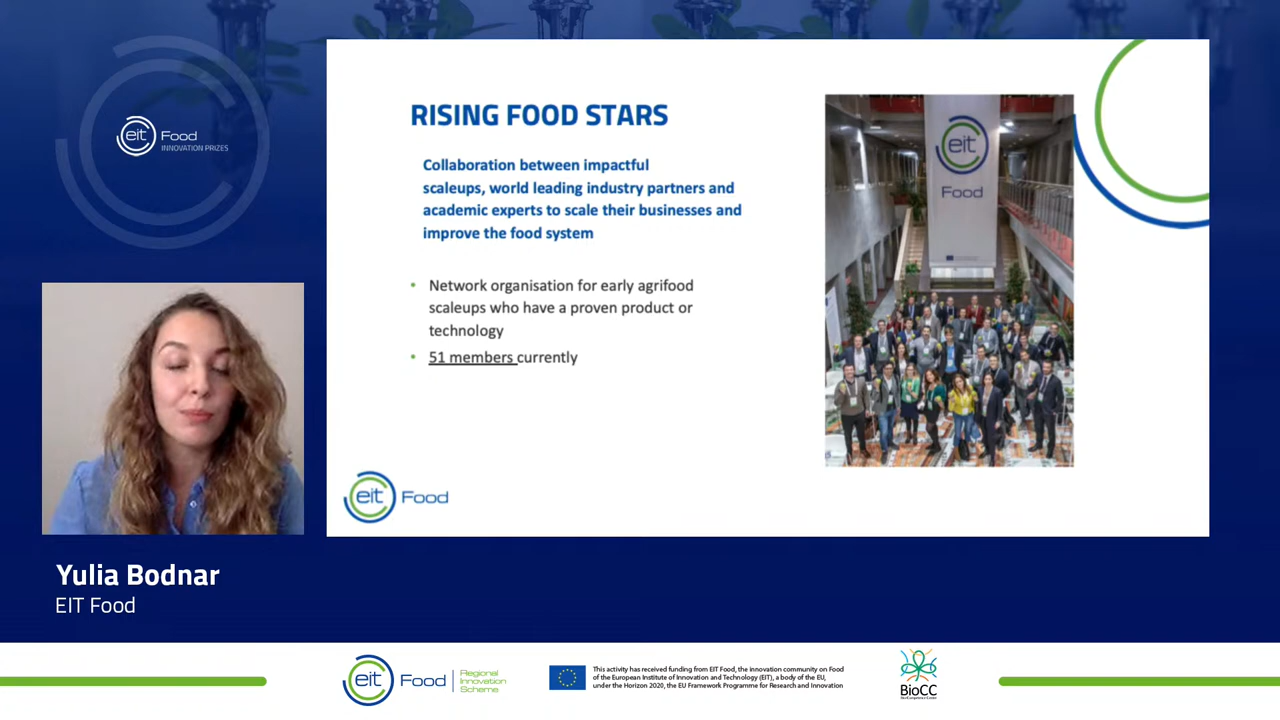 eit Food
INNOVATION PRIZES
RISING FOOD STARS
Collaboration between impactful
scaleups, world leading industry partners and
academic experts to scale their businesses and
improve the food system
• Network organisation for early agrifood
scaleups who have a proven product or
technology
• 51 members currently
eit
Food
eit Food
Yulia Bodnar
EIT Food
eit Food
Regional
Innovation
Scheme
This activity has received funding from EIT Food, the innovation community on Food
of the European Institute of Innovation and Technology (EIT), a body of the EU,
under the Horizon 2020, the EU Framework Programme for Research and Innovation
BioCC